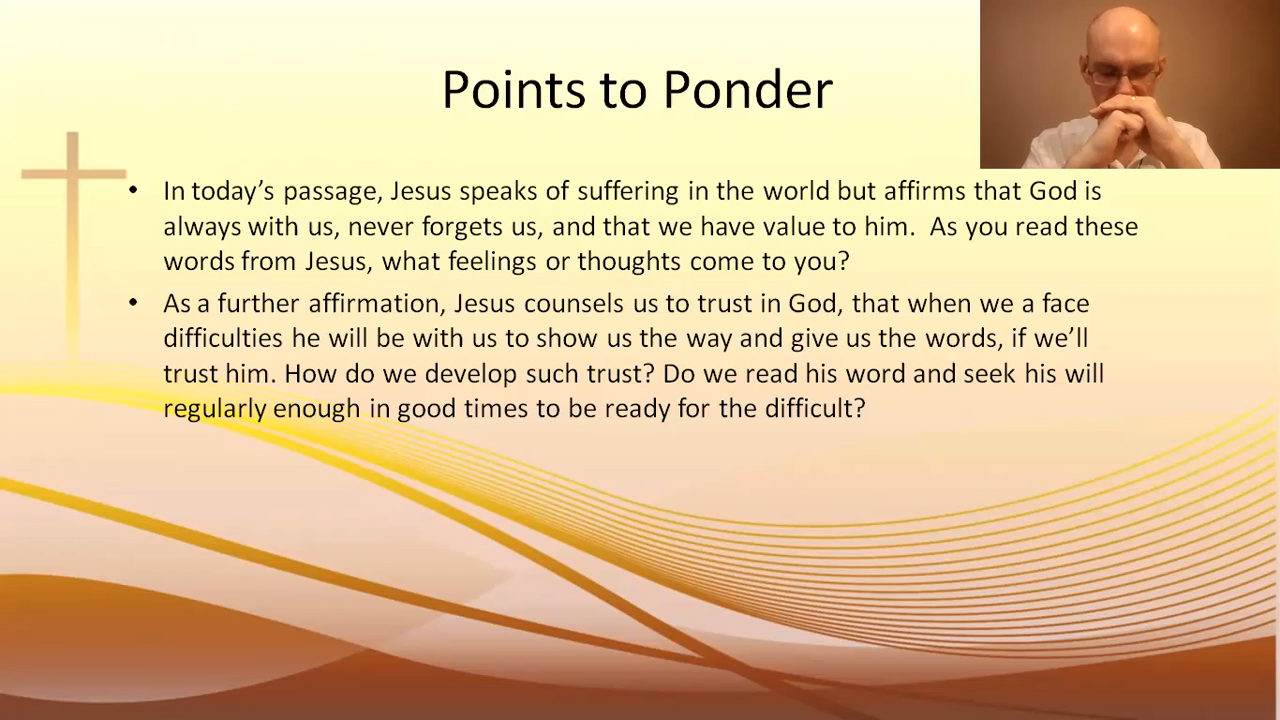 Points to Ponder
• In today’s passage, Jesus speaks of suffering in the world but affirms that God is
always with us, never forgets us, and that we have value to him.  As you read these
words from Jesus, what feelings or thoughts come to you?
• As a further affirmation, Jesus counsels us to trust in God, that when we a face
difficulties he will be with us to show us the way and give us the words, if we’ll
trust him. How do we develop such trust? Do we read his word and seek his will
regularly enough in good times to be ready for the difficult?